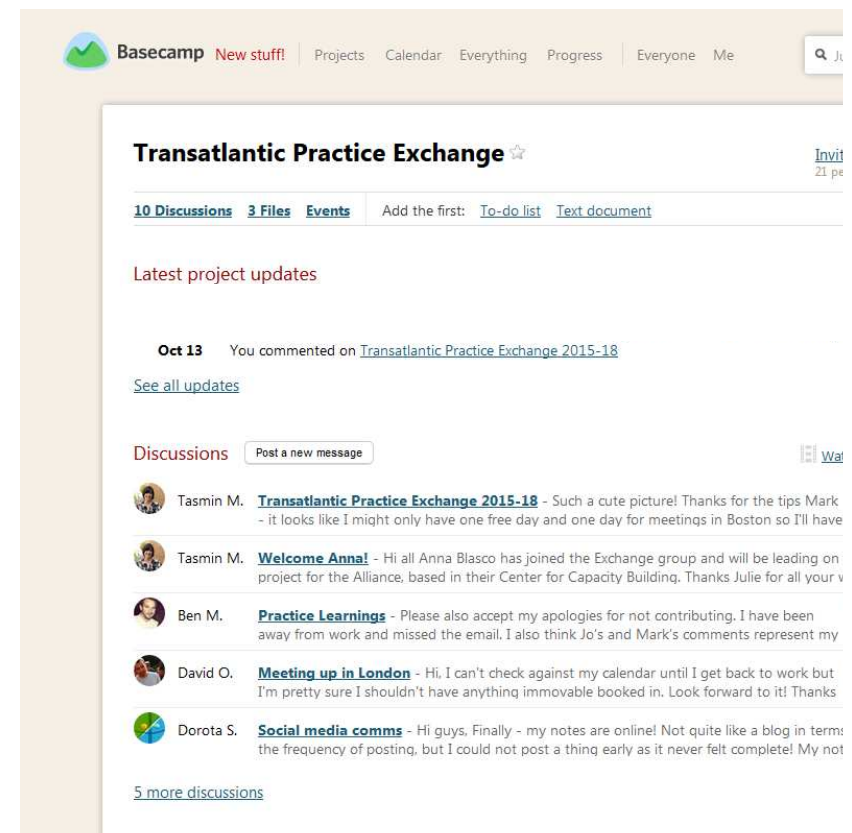 Basecamp New stuff! Projects Calendar Everything Progress Everyone Me
Transatlantic Practice Exchange
Invit
21 pe
10 Discussions 3 Files Events Add the first: To-do list Text document
Latest project updates
Oct 13 You commented on Transatlantic Practice Exchange 2015-18
See all updates
Discussions Post a new message Wat
Tasmin M. Transatlantic Practice Exchange 2015-18 - Such a cute picture! Thanks for the tips Mark
- it looks like I might only have one free day and one day for meetings in Boston so I'll have
Tasmin M. Welcome Anna! - Hi all Anna Blasco has joined the Exchange group and will be leading on
project for the Alliance, based in their Center for Capacity Building. Thanks Julie for all your
Ben M. Practice Learnings - Please also accept my apologies for not contributing. I have been
away from work and missed the email. I also think Jo's and Mark's comments represent my
David O. Meeting up in London - Hi, I can't check against my calendar until I get back to work but
I'm pretty sure I shouldn't have anything immovable booked in. Look forward to it! Thanks
Dorota S. Social media comms - Hi guys, Finally - my notes are online! Not quite like a blog in terms
the frequency of posting, but I could not post a thing early as it never felt complete! My not
5 more discussions